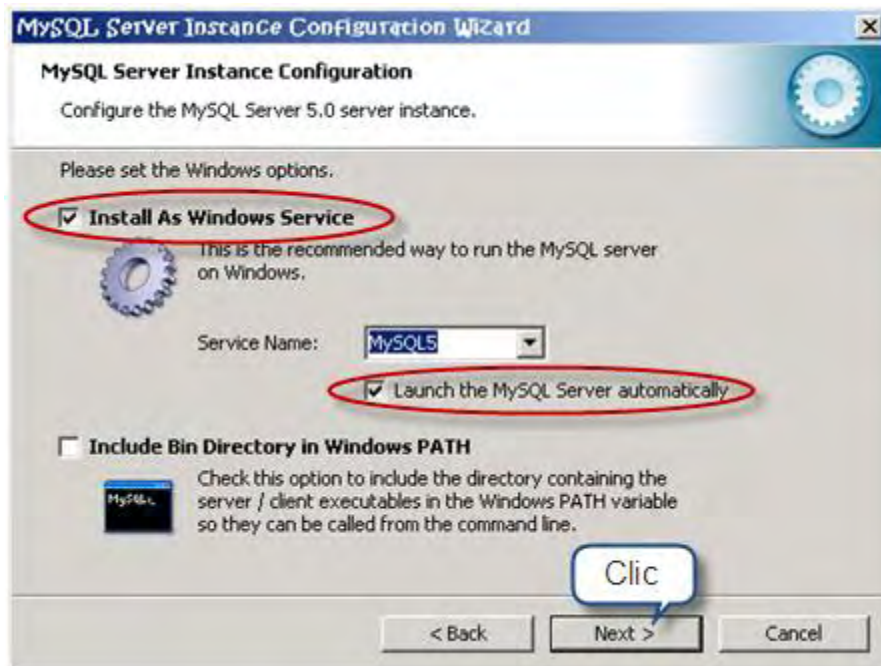 MySQL Server Instance Configuration Wizard
MySQL Server Instance Configuration
Configure the MySQL Server 5.0 server instance.
Please set the Windows options.
Install As Windows Service
This is the recommended way to run the MySQL server
on Windows.
Service Name:
MySQL5
Launch the MySQL Server automatically
Include Bin Directory in Windows PATH
Check this option to include the directory containing the
server / client executables in the Windows PATH variable
so they can be called from the command line.
Clic
< Back
Next >
Cancel